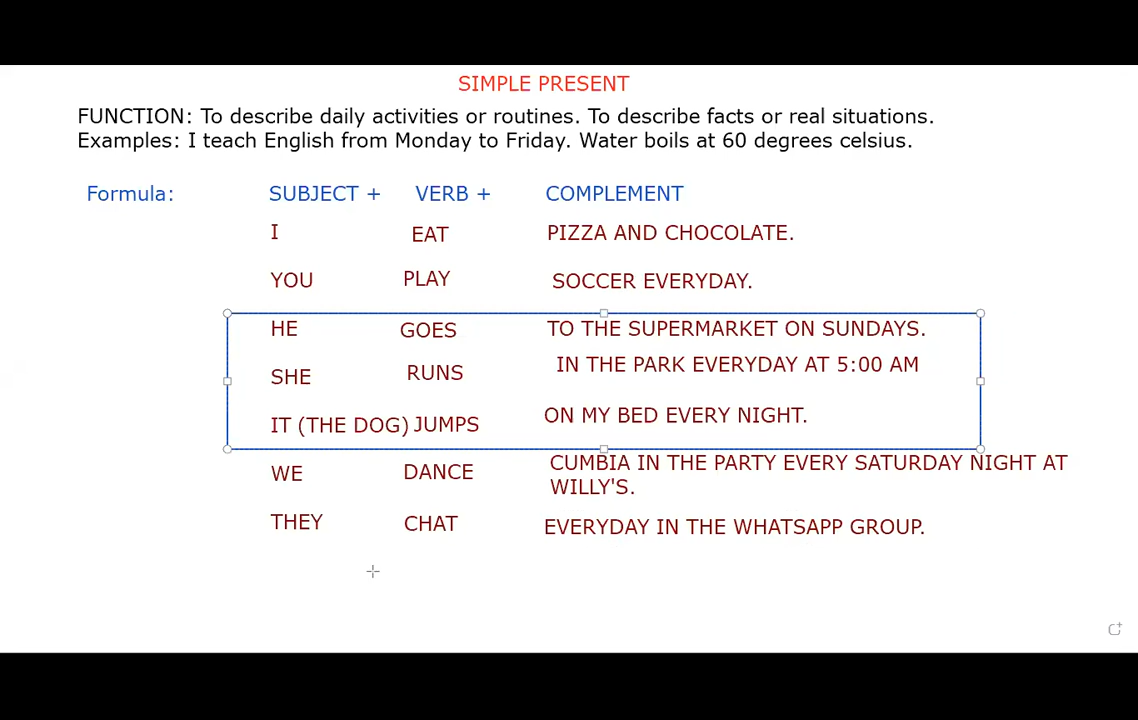 SIMPLE PRESENT
FUNCTION: To describe daily activities or routines. To describe facts or real situations.
Examples: I teach English from Monday to Friday. Water boils at 60 degrees celsius.
Formula: SUBJECT + VERB + COMPLEMENT
I EAT PIZZA AND CHOCOLATE.
YOU PLAY SOCCER EVERYDAY.
HE GOES TO THE SUPERMARKET ON SUNDAYS.
SHE RUNS IN THE PARK EVERYDAY AT 5:00 AM
IT (THE DOG) JUMPS ON MY BED EVERY NIGHT.
WE DANCE CUMBIA IN THE PARTY EVERY SATURDAY NIGHT AT
WILLY'S.
THEY CHAT EVERYDAY IN THE WHATSAPP GROUP.